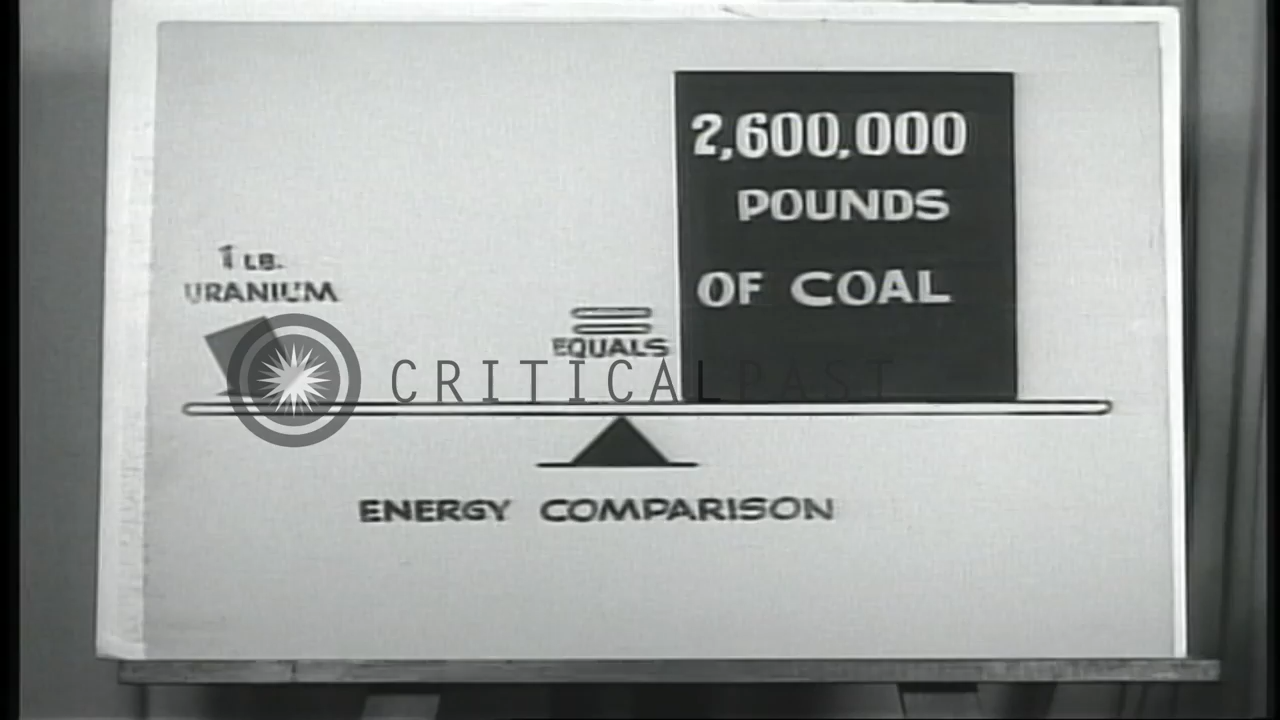 2,600,000
POUNDS
OF COAL
1 LB.
URANIUM
EQUALS
CRITICALPAST
ENERGY COMPARISON